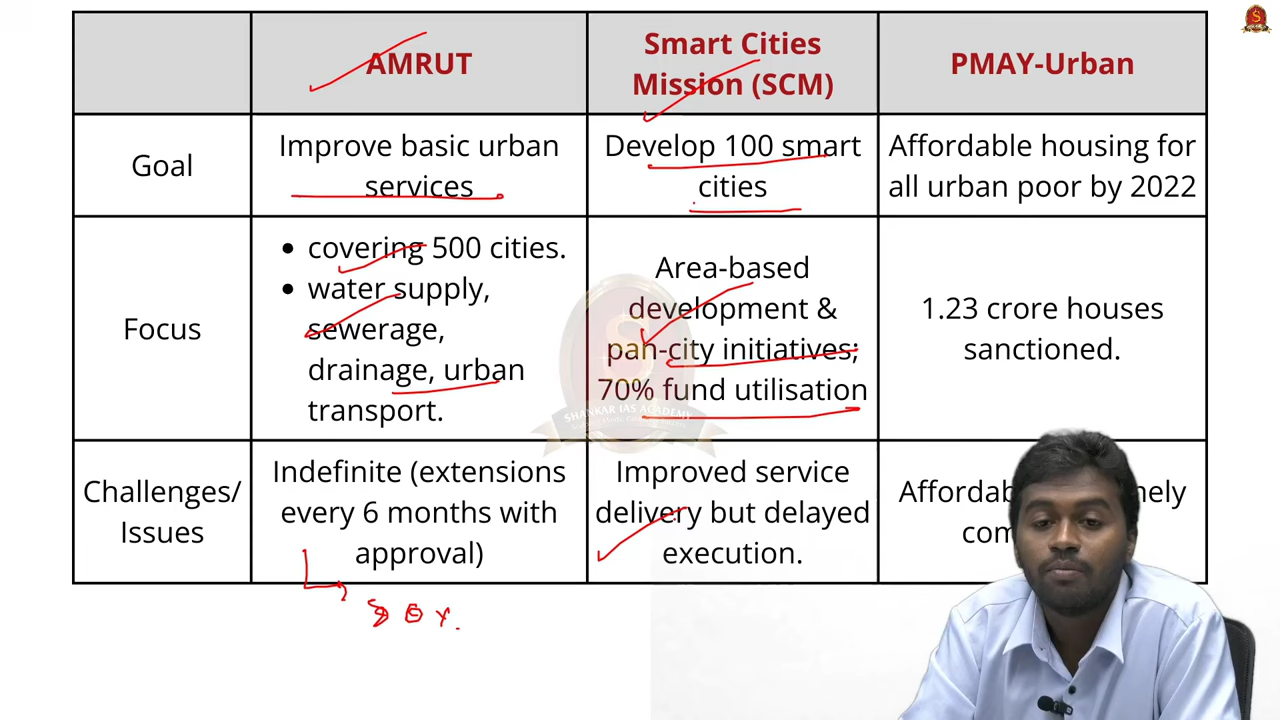 AMRUT
Smart Cities
Mission (SCM)
PMAY-Urban
Goal
Improve basic urban
services
Develop 100 smart
cities
Affordable housing for
all urban poor by 2022
Focus
• covering 500 cities.
• water supply,
sewerage,
drainage, urban
transport.
Area-based
development &
pan-city initiatives;
70% fund utilisation
1.23 crore houses
sanctioned.
Challenges/
Issues
Indefinite (extensions
every 6 months with
approval)
Improved service
delivery but delayed
execution.
SHANKAR IAS ACADEMY